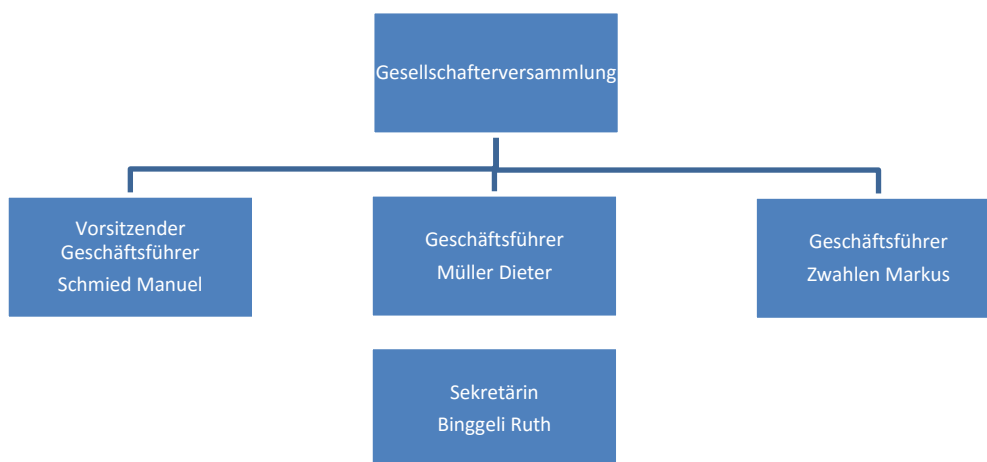 Gesellschafterversammlung
Vorsitzender
Geschäftsführer
Schmied Manuel
Geschäftsführer
Müller Dieter
Geschäftsführer
Zwahlen Markus
Sekretärin
Binggeli Ruth